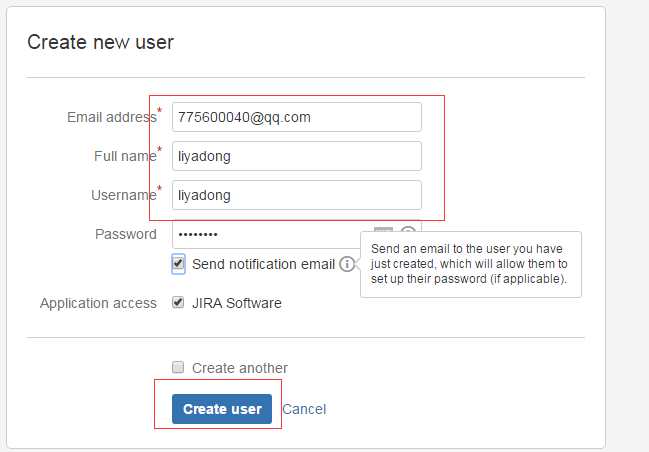 Create new user
Email address* 775600040@qq.com
Full name* liyadong
Username* liyadong
Password ••••••••
Send notification email
Send an email to the user you have
just created, which will allow them to
set up their password (if applicable).
Application access JIRA Software
Create another
Create user Cancel